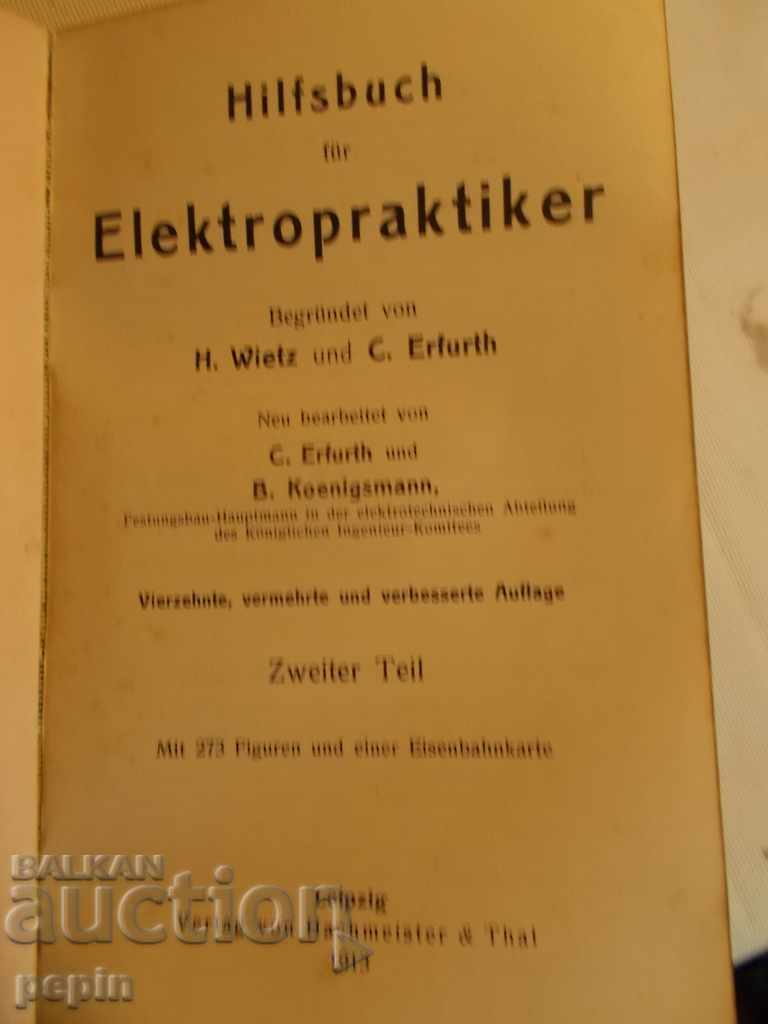 Hilfsbuch
für
Elektropraktiker
Begründet von
H. Wietz und C. Erfurth
Neu bearbeitet von
C. Erfurth und
B. Koenigsmann,
Festungsbau-Hauptmann in der elektrotechnischen Abteilung
des Königlichen Ingenieur-Komitees
Vierzehnte, vermehrte und verbesserte Auflage
Zweiter Teil
Mit 273 Figuren und einer Eisenbahnkarte
Leipzig
Verlag von Hachmeister & Thal
BALKAN
auction
pepin